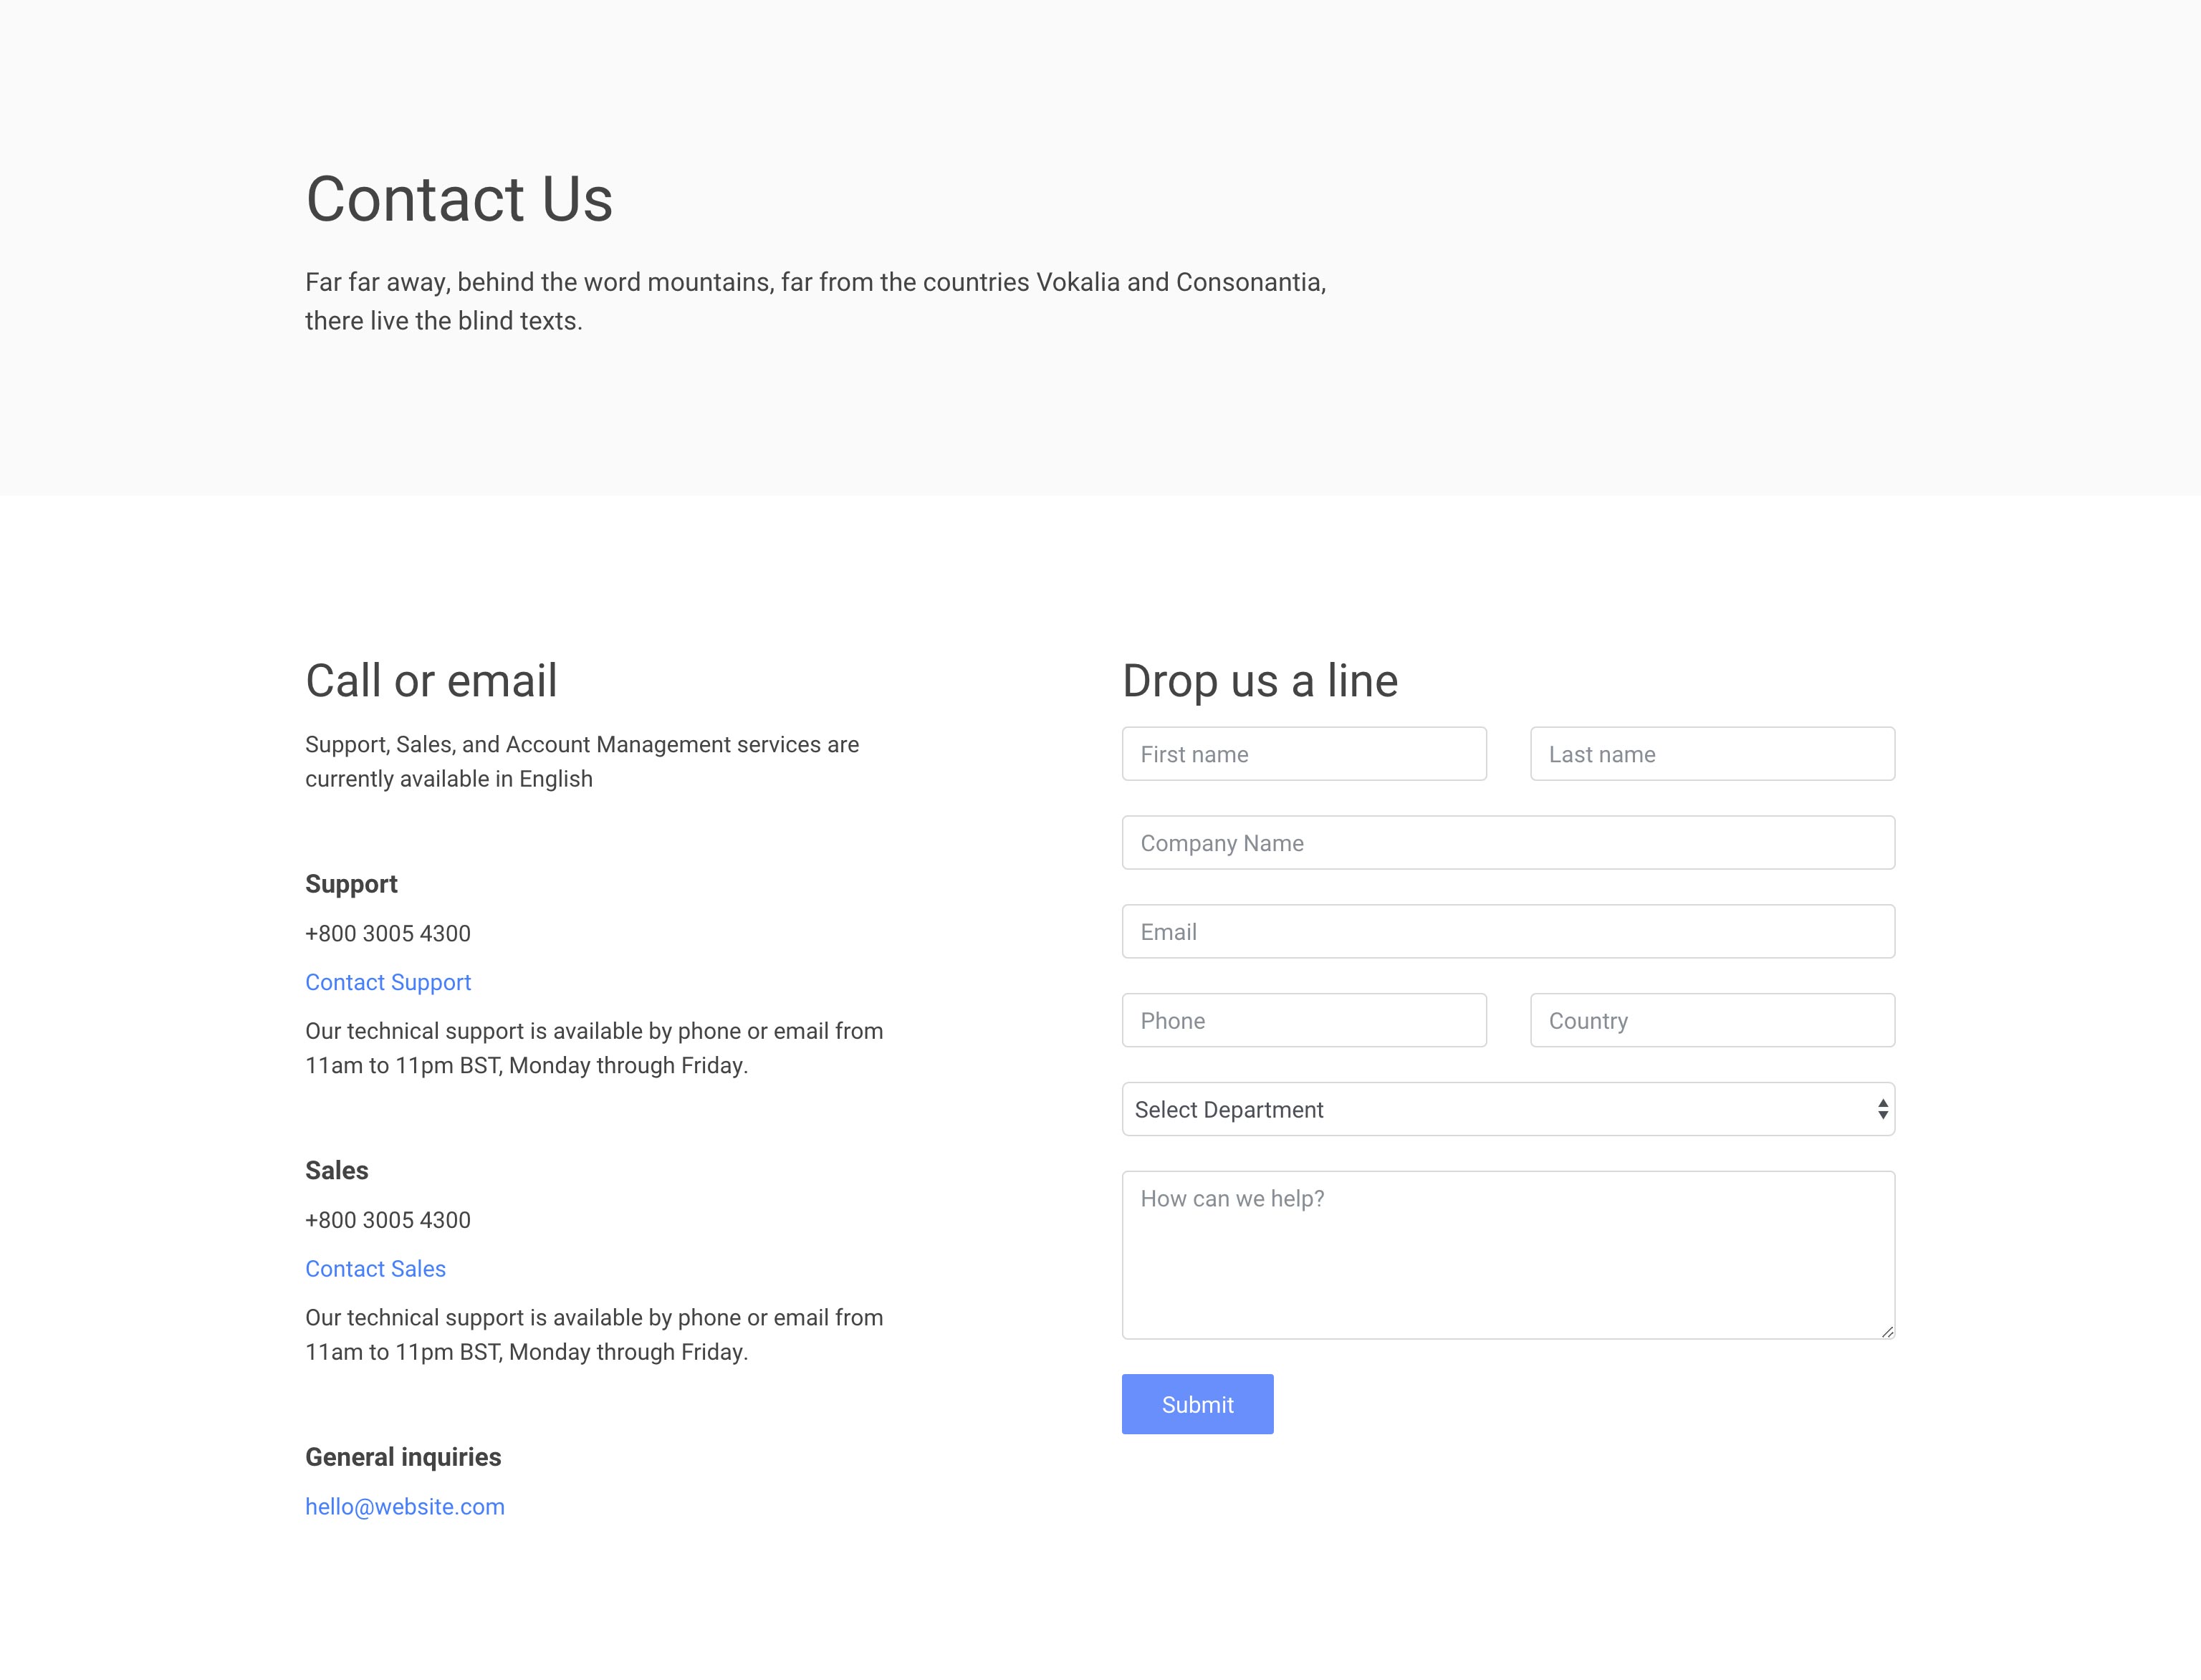 Contact Us
Far far away, behind the word mountains, far from the countries Vokalia and Consonantia,
there live the blind texts.
Call or email
Support, Sales, and Account Management services are
currently available in English
Support
+800 3005 4300
Contact Support
Our technical support is available by phone or email from
11am to 11pm BST, Monday through Friday.
Sales
+800 3005 4300
Contact Sales
Our technical support is available by phone or email from
11am to 11pm BST, Monday through Friday.
General inquiries
hello@website.com
Drop us a line
First name
Last name
Company Name
Email
Phone
Country
Select Department
How can we help?
Submit